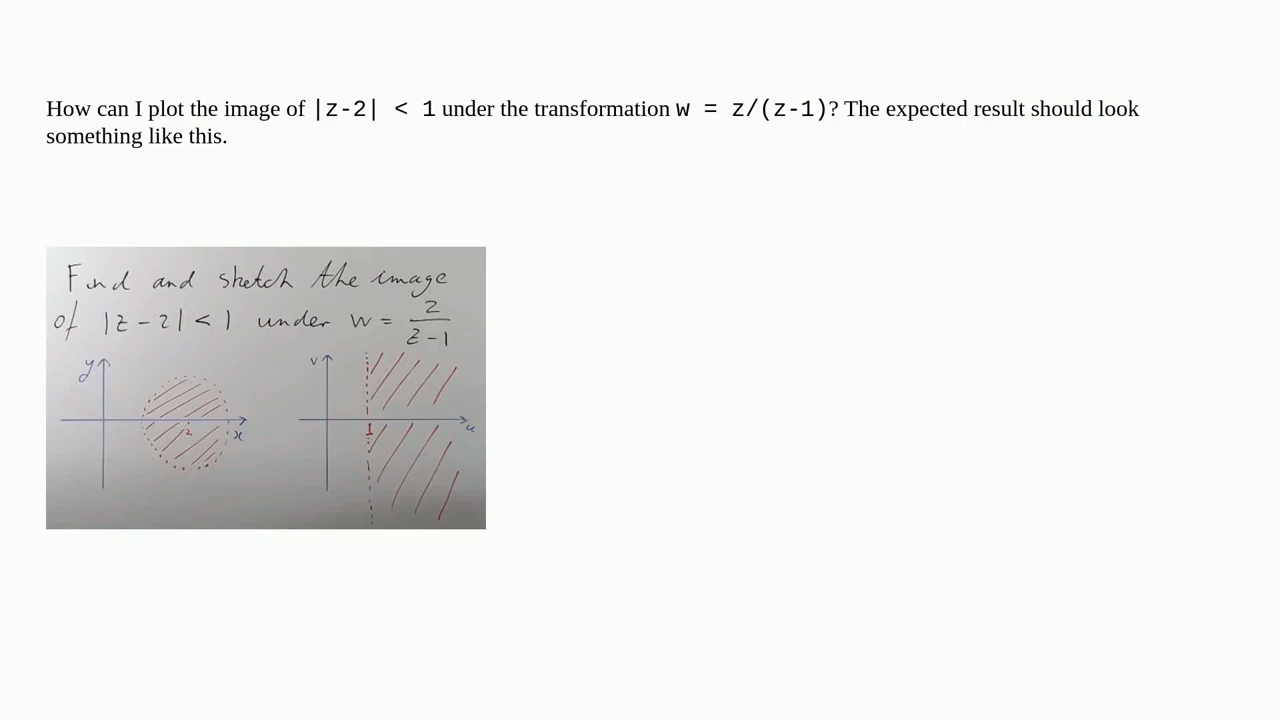 How can I plot the image of |z-2| < 1 under the transformation w = z/(z-1)? The expected result should look
something like this.
Find and sketch the image
of |z-2| < 1 under w = 2/(z-1)
y
v
2
x
1
u